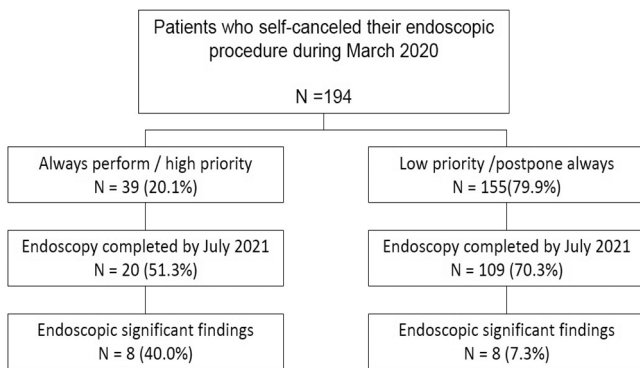 Patients who self-canceled their endoscopic
procedure during March 2020
N =194
Always perform / high priority
N = 39 (20.1%)
Low priority /postpone always
N = 155(79.9%)
Endoscopy completed by July 2021
N = 20 (51.3%)
Endoscopy completed by July 2021
N = 109 (70.3%)
Endoscopic significant findings
N = 8 (40.0%)
Endoscopic significant findings
N = 8 (7.3%)